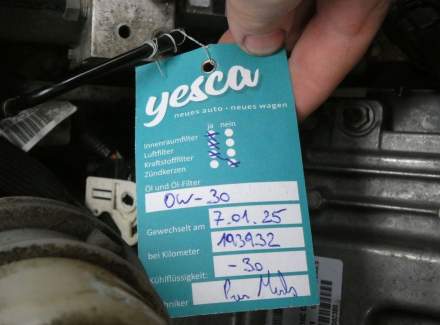 yesca
neues auto · neues wagen
ja nein
Innenraumfilter
Luftfilter
Kraftstofffilter
Zündkerzen
Öl und Öl-Filter
0W-30
Gewechselt am 7.01.25
bei Kilometer 193932
Kühlflüssigkeit: -30